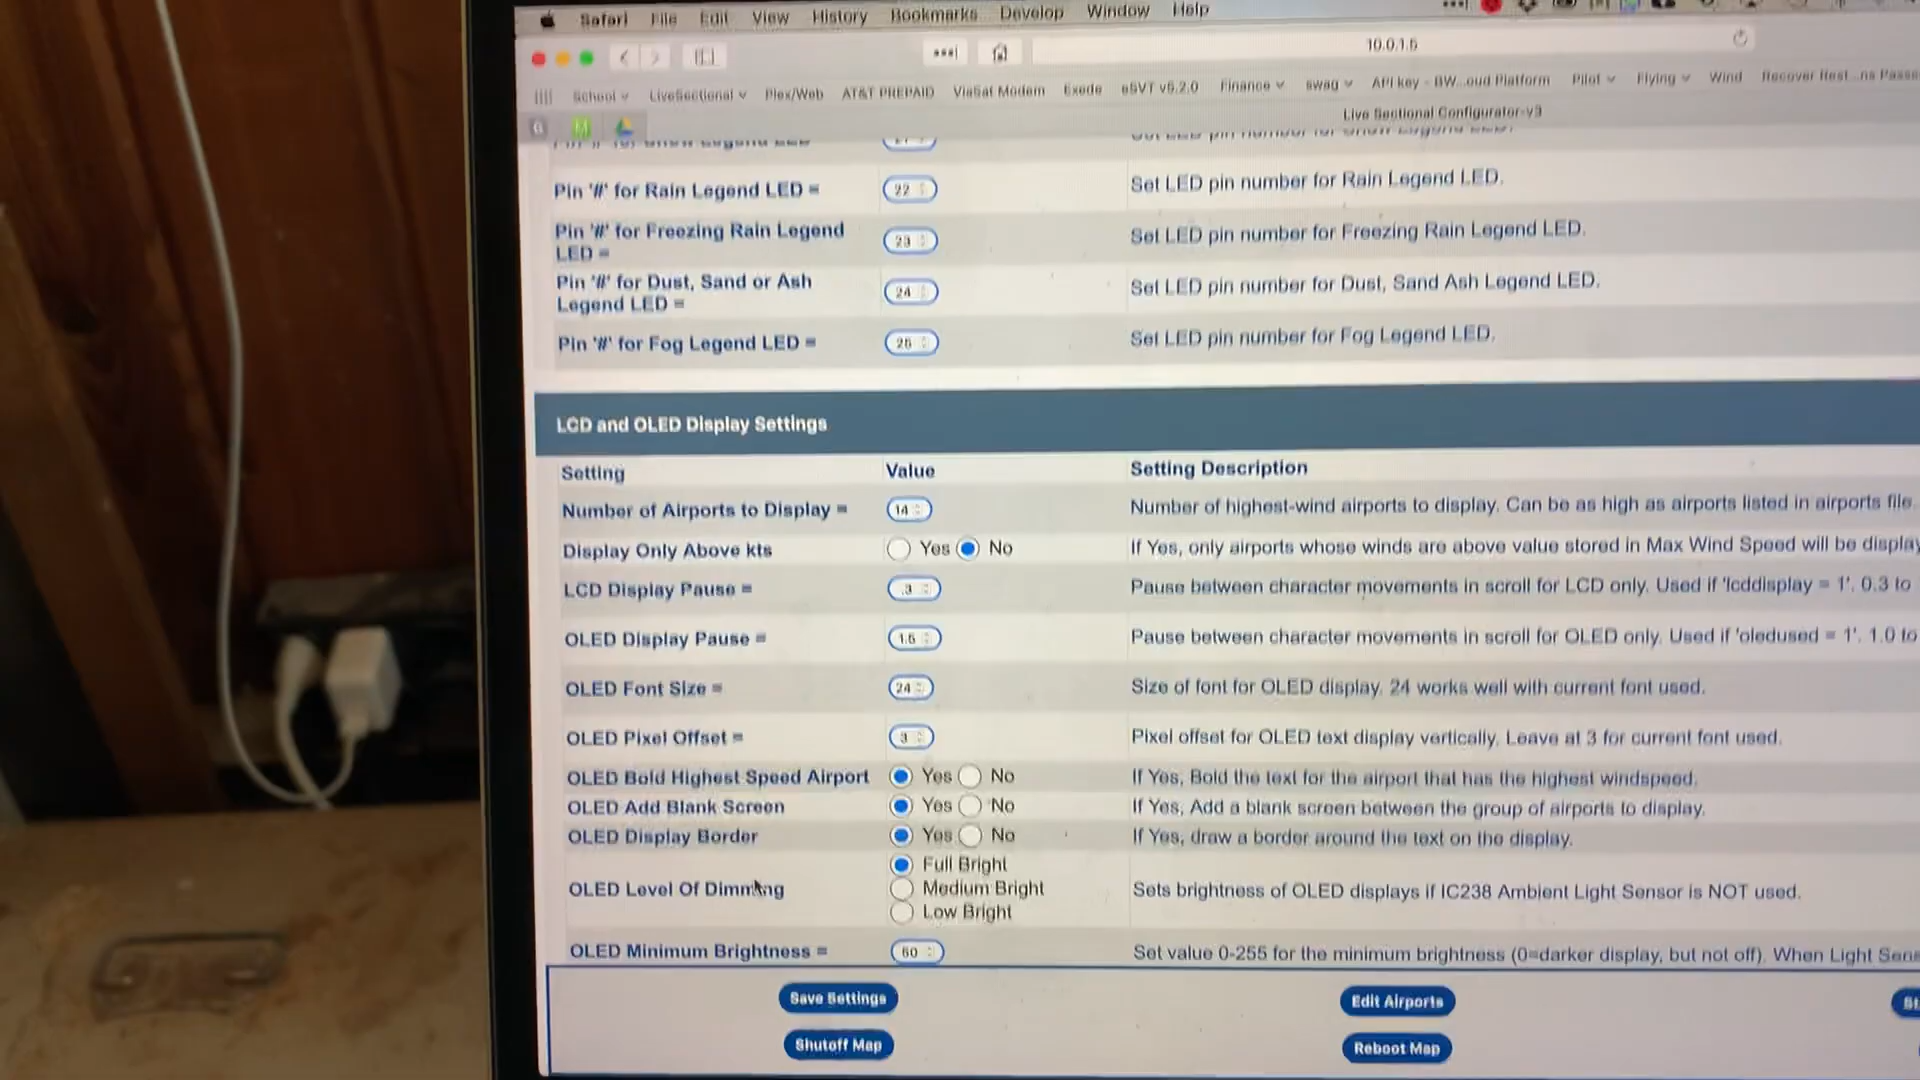 Safari File Edit View History Bookmarks Develop Window Help
10.0.1.5
School LiveSectional Plex/Web AT&T PREPAID ViaSat Modem Exede eSVT v5.2.0 Finance swag API key - BW...oud Platform Pilot Flying Wind Recover Rest...ns
Live Sectional Configurator-v3
Pin '#' for Rain Legend LED = 22 Set LED pin number for Rain Legend LED.
Pin '#' for Freezing Rain Legend LED = 23 Set LED pin number for Freezing Rain Legend LED.
Pin '#' for Dust, Sand or Ash Legend LED = 24 Set LED pin number for Dust, Sand Ash Legend LED.
Pin '#' for Fog Legend LED = 25 Set LED pin number for Fog Legend LED.
LCD and OLED Display Settings
Setting Value Setting Description
Number of Airports to Display = 14 Number of highest-wind airports to display. Can be as high as airports listed in airports file.
Display Only Above kts Yes No If Yes, only airports whose winds are above value stored in Max Wind Speed will be display
LCD Display Pause = .3 Pause between character movements in scroll for LCD only. Used if 'lcddisplay = 1'. 0.3 to
OLED Display Pause = 1.5 Pause between character movements in scroll for OLED only. Used if 'oledused = 1'. 1.0 to
OLED Font Size = 24 Size of font for OLED display. 24 works well with current font used.
OLED Pixel Offset = 3 Pixel offset for OLED text display vertically. Leave at 3 for current font used.
OLED Bold Highest Speed Airport Yes No If Yes, Bold the text for the airport that has the highest windspeed.
OLED Add Blank Screen Yes No If Yes, Add a blank screen between the group of airports to display.
OLED Display Border Yes No If Yes, draw a border around the text on the display.
Full Bright
OLED Level Of Dimming Medium Bright Sets brightness of OLED displays if IC238 Ambient Light Sensor is NOT used.
Low Bright
OLED Minimum Brightness = 50 Set value 0-255 for the minimum brightness (0=darker display, but not off). When Light Sens
Save Settings Edit Airports
Shutoff Map Reboot Map